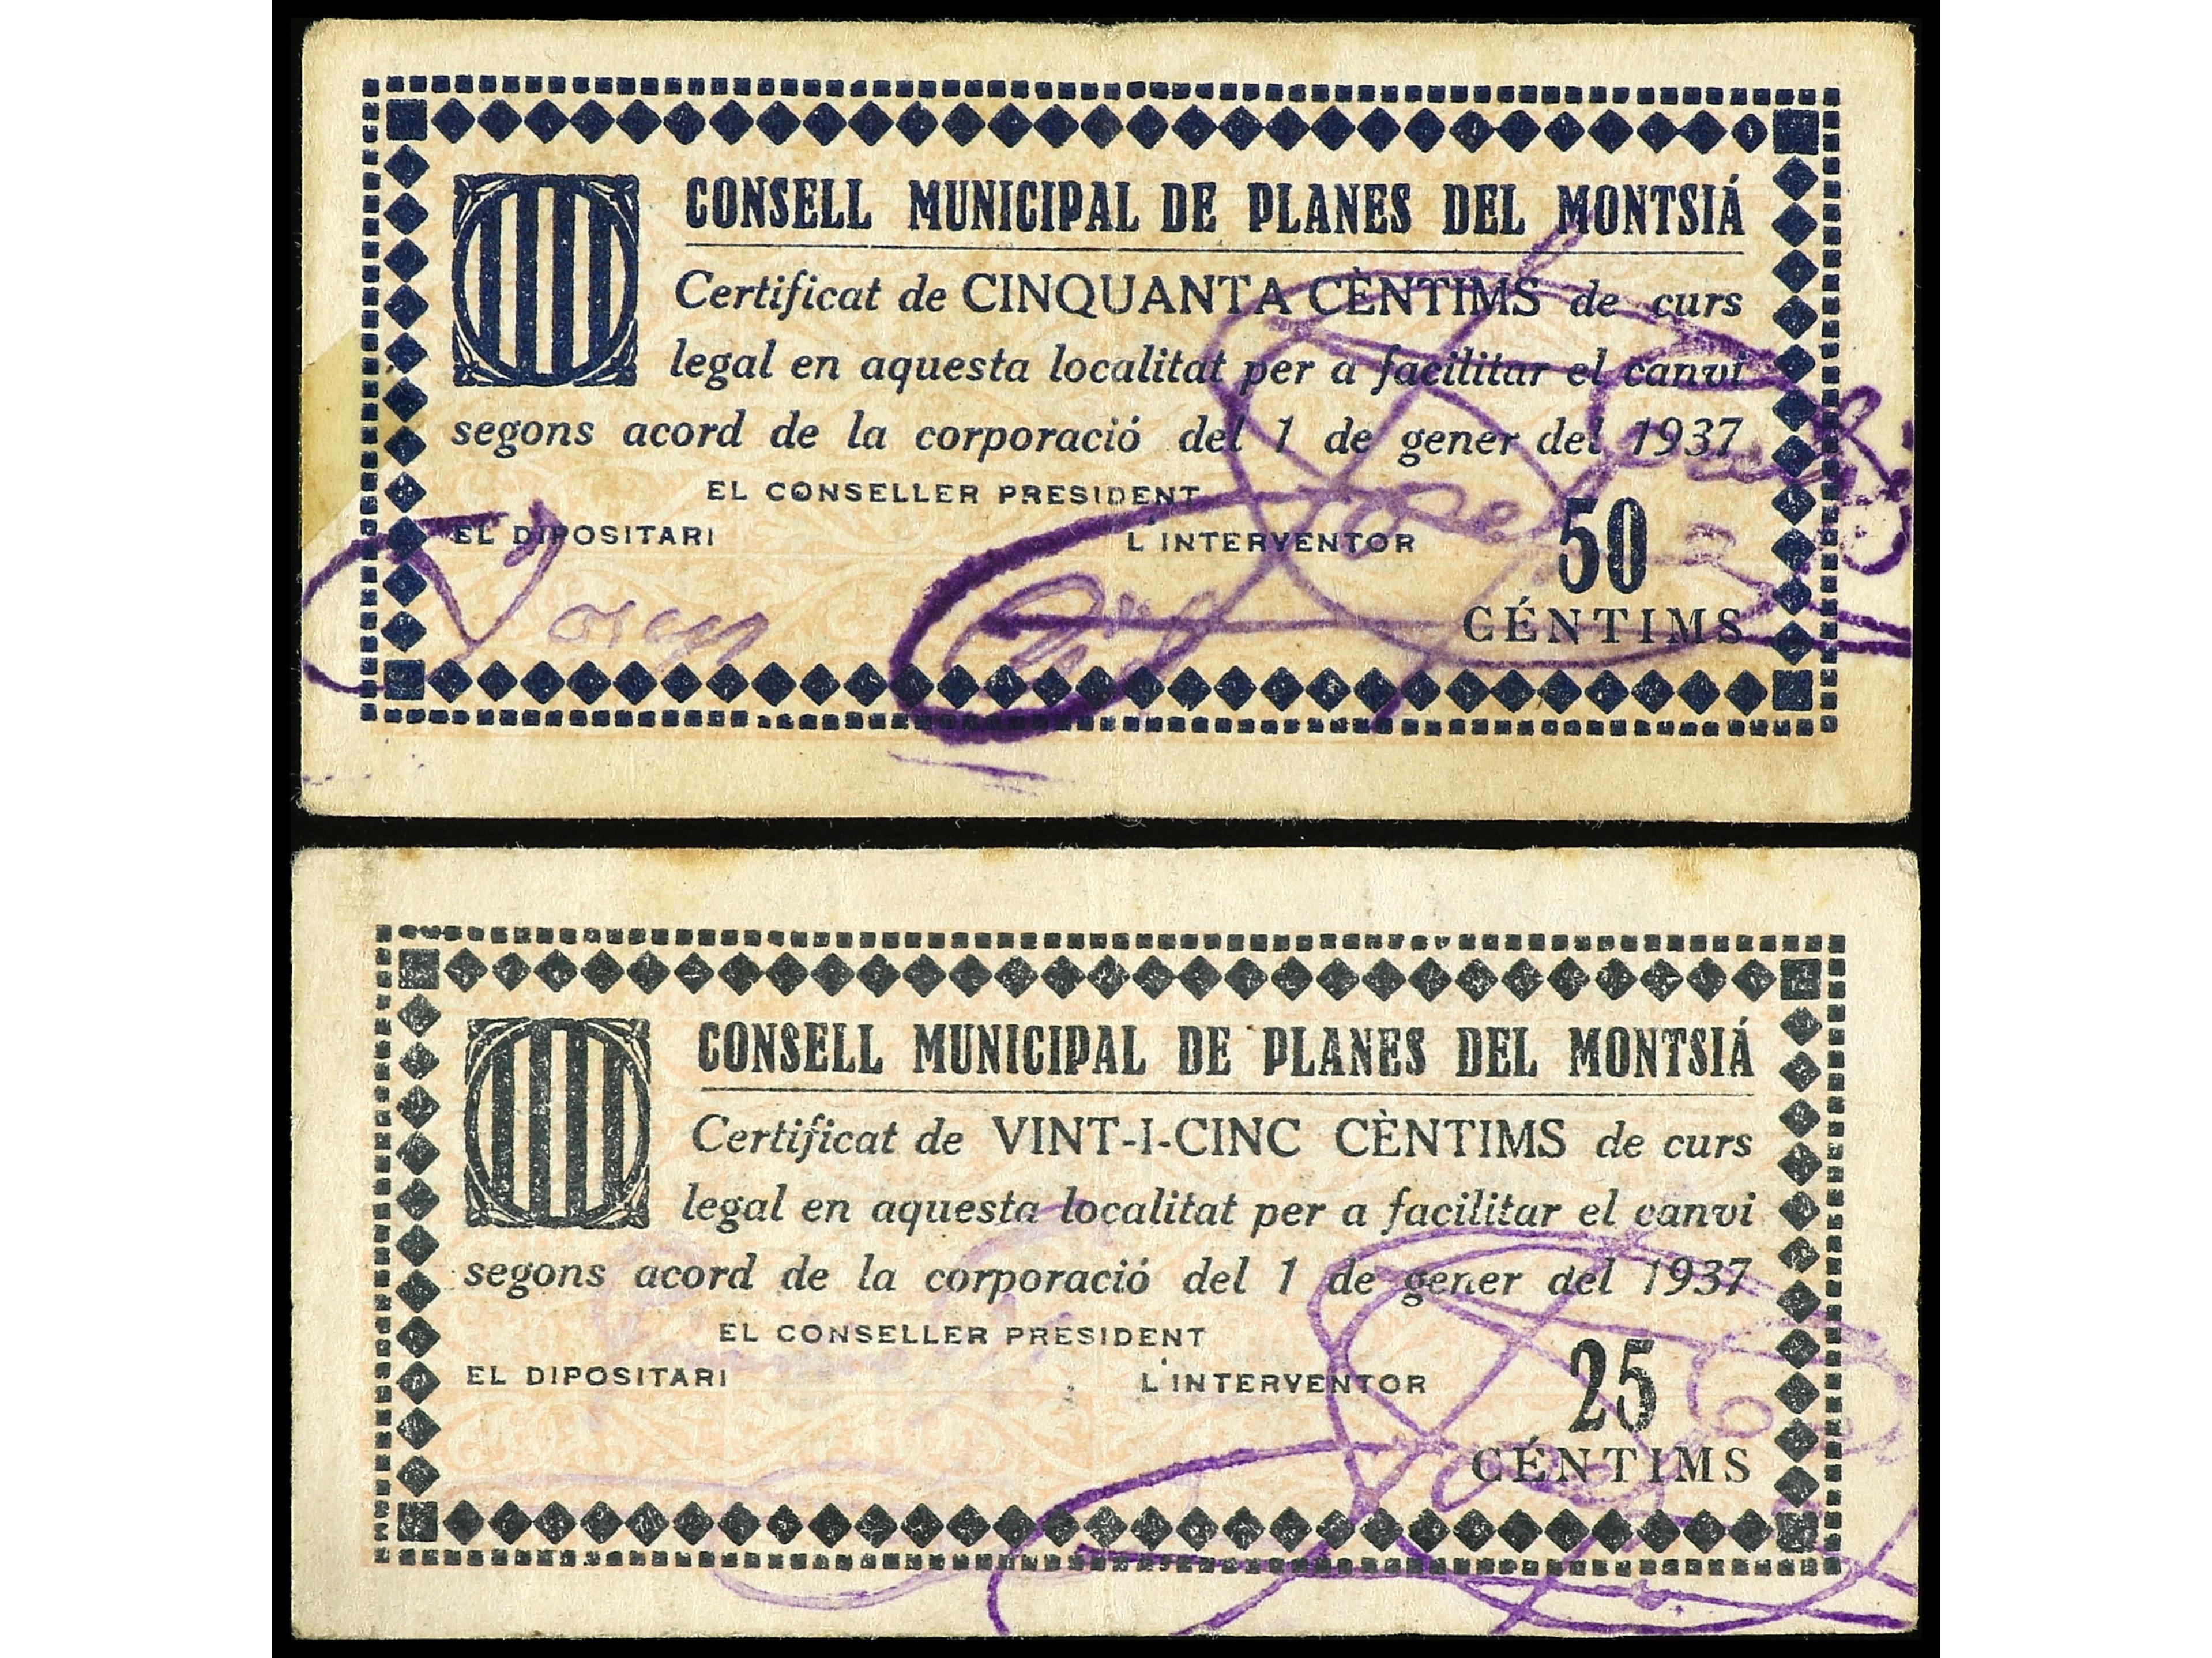 CONSELL MUNICIPAL DE PLANES DEL MONTSIÁ
Certificat de CINQUANTA CÈNTIMS de curs
legal en aquesta localitat per a facilitar el canvi
segons acord de la corporació del 1 de gener del 1937
EL CONSELLER PRESIDENT
EL DIPOSITARI
L'INTERVENTOR
50
CÉNTIMS
CONSELL MUNICIPAL DE PLANES DEL MONTSIÁ
Certificat de VINT-I-CINC CÈNTIMS de curs
legal en aquesta localitat per a facilitar el canvi
segons acord de la corporació del 1 de gener del 1937
EL CONSELLER PRESIDENT
EL DIPOSITARI
L'INTERVENTOR
25
CÉNTIMS